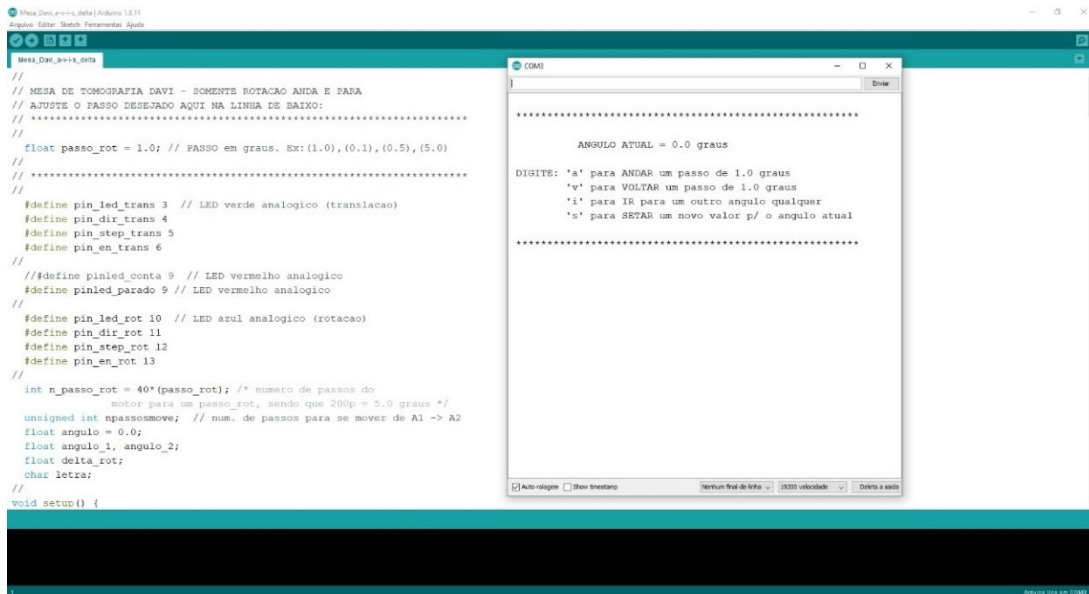 Mesa_Davi_a-v-i-s_delta | Arduino 1.8.11
Arquivo Editar Sketch Ferramentas Ajuda
Mesa_Davi_a-v-i-s_delta
//
// MESA DE TOMOGRAFIA DAVI - SOMENTE ROTACAO ANDA E PARA
// AJUSTE O PASSO DESEJADO AQUI NA LINHA DE BAIXO:
// **********************************************************************
//
float passo_rot = 1.0; // PASSO em graus. Ex:(1.0),(0.1),(0.5),(5.0)
//
// **********************************************************************
//
#define pin_led_trans 3 // LED verde analogico (translacao)
#define pin_dir_trans 4
#define pin_step_trans 5
#define pin_en_trans 6
//
//#define pinled_conta 9 // LED vermelho analogico
#define pinled_parado 9 // LED vermelho analogico
//
#define pin_led_rot 10 // LED azul analogico (rotacao)
#define pin_dir_rot 11
#define pin_step_rot 12
#define pin_en_rot 13
//
int n_passo_rot = 40*(passo_rot); /* numero de passos do
motor para um passo_rot, sendo que 200p = 5.0 graus */
unsigned int npassosmove; // num. de passos para se mover de A1 -> A2
float angulo = 0.0;
float angulo_1, angulo_2;
float delta_rot;
char letra;
//
void setup() {
1
Arduino Uno em COM3
COM3
Enviar
*******************************************************
ANGULO ATUAL = 0.0 graus
DIGITE: 'a' para ANDAR um passo de 1.0 graus
'v' para VOLTAR um passo de 1.0 graus
'i' para IR para um outro angulo qualquer
's' para SETAR um novo valor p/ o angulo atual
*******************************************************
Auto-rolagem Show timestamp Nenhum final-de-linha 19200 velocidade Deleta a saida